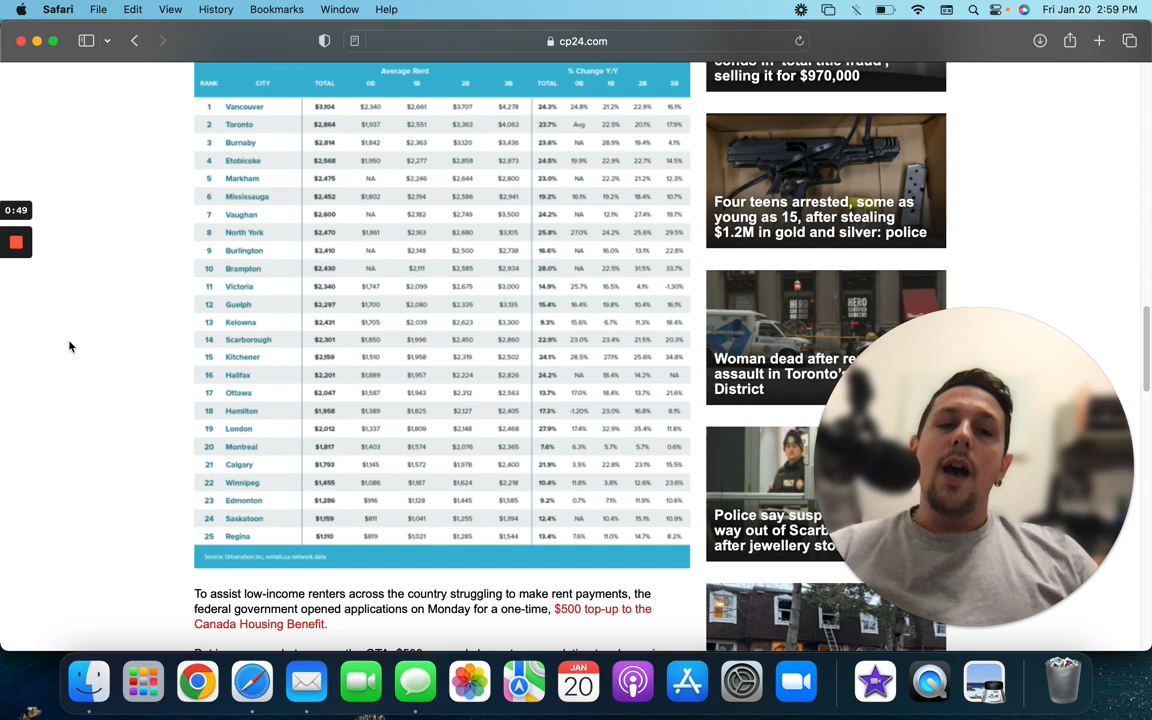 Safari File Edit View History Bookmarks Window Help Fri Jan 20 2:59 PM
cp24.com
0:49
Average Rent % Change Y/Y
RANK CITY TOTAL 0B 1B 2B 3B TOTAL 0B 1B 2B 3B
1 Vancouver $3,104 $2,340 $2,661 $3,707 $4,278 24.3% 24.8% 21.2% 22.9% 16.1%
2 Toronto $2,864 $1,937 $2,551 $3,363 $4,063 23.7% Avg 22.5% 20.1% 17.9%
3 Burnaby $2,814 $1,842 $2,363 $3,120 $3,436 23.6% NA 28.9% 19.4% 4.1%
4 Etobicoke $2,568 $1,950 $2,277 $2,858 $2,873 24.5% 19.9% 22.9% 22.7% 14.5%
5 Markham $2,475 NA $2,246 $2,644 $2,800 23.0% NA 22.2% 21.2% 12.3%
6 Mississauga $2,452 $1,802 $2,194 $2,586 $2,941 19.2% 16.1% 19.2% 18.4% 10.7%
7 Vaughan $2,600 NA $2,182 $2,749 $3,500 24.2% NA 12.1% 27.4% 19.7%
8 North York $2,470 $1,861 $2,163 $2,680 $3,105 25.8% 27.0% 24.2% 25.6% 29.5%
9 Burlington $2,410 NA $2,148 $2,500 $2,738 16.6% NA 16.0% 13.1% 22.8%
10 Brampton $2,430 NA $2,111 $2,585 $2,934 28.0% NA 22.5% 31.5% 33.7%
11 Victoria $2,340 $1,747 $2,099 $2,675 $3,000 14.9% 25.7% 16.5% 4.1% -1.30%
12 Guelph $2,297 $1,700 $2,080 $2,335 $3,135 15.4% 16.4% 19.8% 10.4% 16.1%
13 Kelowna $2,431 $1,705 $2,039 $2,623 $3,300 9.3% 15.6% 6.7% 11.3% 18.4%
14 Scarborough $2,301 $1,850 $1,996 $2,450 $2,860 22.9% 23.0% 23.4% 21.5% 20.3%
15 Kitchener $2,159 $1,510 $1,958 $2,319 $2,502 24.1% 28.5% 27.1% 25.6% 34.8%
16 Halifax $2,201 $1,889 $1,957 $2,224 $2,826 24.2% NA 18.4% 14.2% NA
17 Ottawa $2,047 $1,587 $1,943 $2,312 $2,563 13.7% 17.0% 18.4% 13.7% 21.6%
18 Hamilton $1,958 $1,389 $1,825 $2,127 $2,405 17.3% -1.20% 23.0% 16.8% 8.1%
19 London $2,012 $1,337 $1,809 $2,148 $2,468 27.9% 17.4% 32.9% 35.4% 11.8%
20 Montreal $1,817 $1,403 $1,574 $2,076 $2,365 7.6% 6.3% 5.7% 5.7% 0.6%
21 Calgary $1,793 $1,145 $1,572 $1,978 $2,400 21.9% 3.5% 22.8% 23.1% 15.5%
22 Winnipeg $1,455 $1,086 $1,187 $1,624 $2,218 10.4% 11.8% 3.8% 12.6% 23.6%
23 Edmonton $1,286 $916 $1,128 $1,445 $1,585 9.2% 0.7% 7.1% 11.9% 10.6%
24 Saskatoon $1,159 $811 $1,041 $1,255 $1,394 12.4% NA 10.4% 15.1% 10.9%
25 Regina $1,110 $819 $1,021 $1,285 $1,544 13.4% 7.6% 11.0% 14.7% 8.2%
Source: Urbanation Inc, rentals.ca network data
To assist low-income renters across the country struggling to make rent payments, the
federal government opened applications on Monday for a one-time, $500 top-up to the
Canada Housing Benefit.
condo in 'total title fraud',
selling it for $970,000
Four teens arrested, some as
young as 15, after stealing
$1.2M in gold and silver: police
HERO HERO
Woman dead after
assault in Toronto's
District
POLICE
Police say
way out of
after jewellery
JAN
20